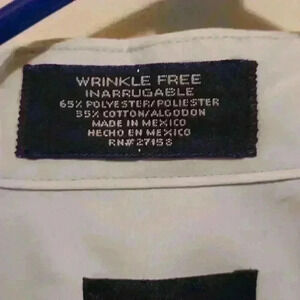 WRINKLE FREE
INARRUGABLE
65% POLYESTER/POLIESTER
35% COTTON/ALGODON
MADE IN MEXICO
HECHO EN MEXICO
RN# 27158